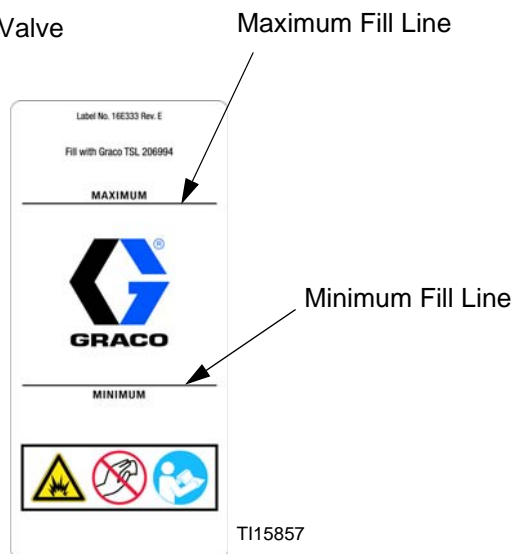 Valve
Maximum Fill Line
Label No. 16E333 Rev. E
Fill with Graco TSL 206994
MAXIMUM
®
GRACO
Minimum Fill Line
MINIMUM
TI15857